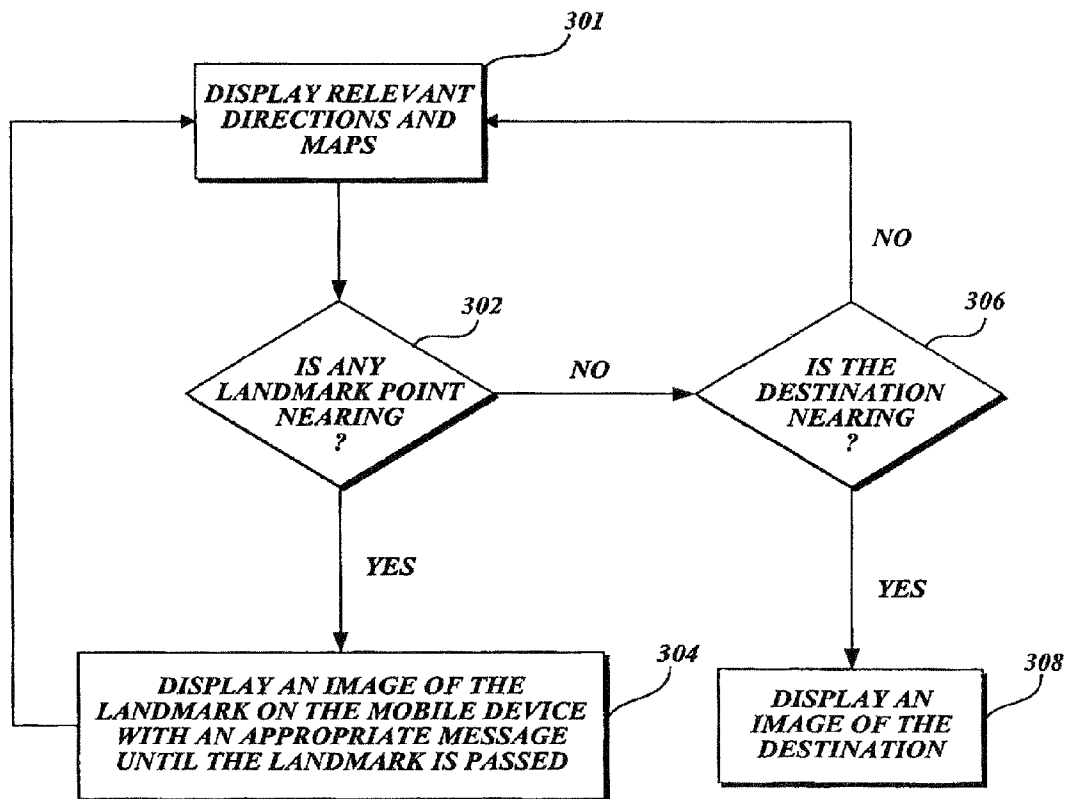 301
DISPLAY RELEVANT
DIRECTIONS AND
MAPS
NO
302
306
IS ANY
LANDMARK POINT
NEARING
?
NO
IS THE
DESTINATION
NEARING
?
YES
YES
304
DISPLAY AN IMAGE OF THE
LANDMARK ON THE MOBILE DEVICE
WITH AN APPROPRIATE MESSAGE
UNTIL THE LANDMARK IS PASSED
308
DISPLAY AN
IMAGE OF THE
DESTINATION